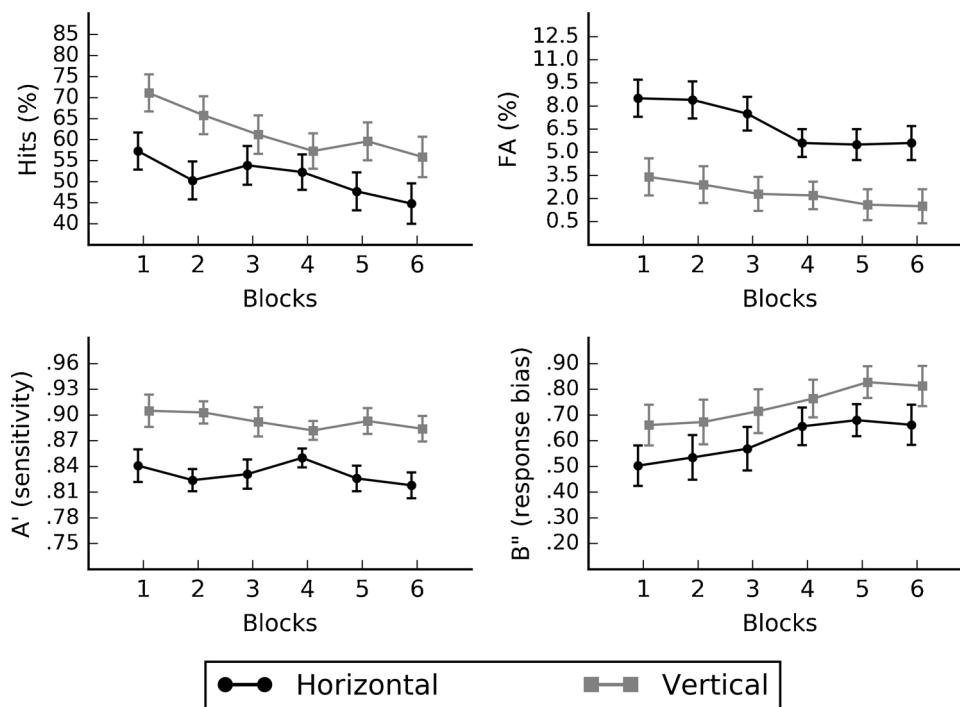 Hits (%)
85
80
75
70
65
60
55
50
45
40
1 2 3 4 5 6
Blocks
FA (%)
12.5
11.0
9.5
8.0
6.5
5.0
3.5
2.0
0.5
1 2 3 4 5 6
Blocks
A' (sensitivity)
.96
.93
.90
.87
.84
.81
.78
.75
1 2 3 4 5 6
Blocks
B" (response bias)
.90
.80
.70
.60
.50
.40
.30
.20
1 2 3 4 5 6
Blocks
Horizontal Vertical